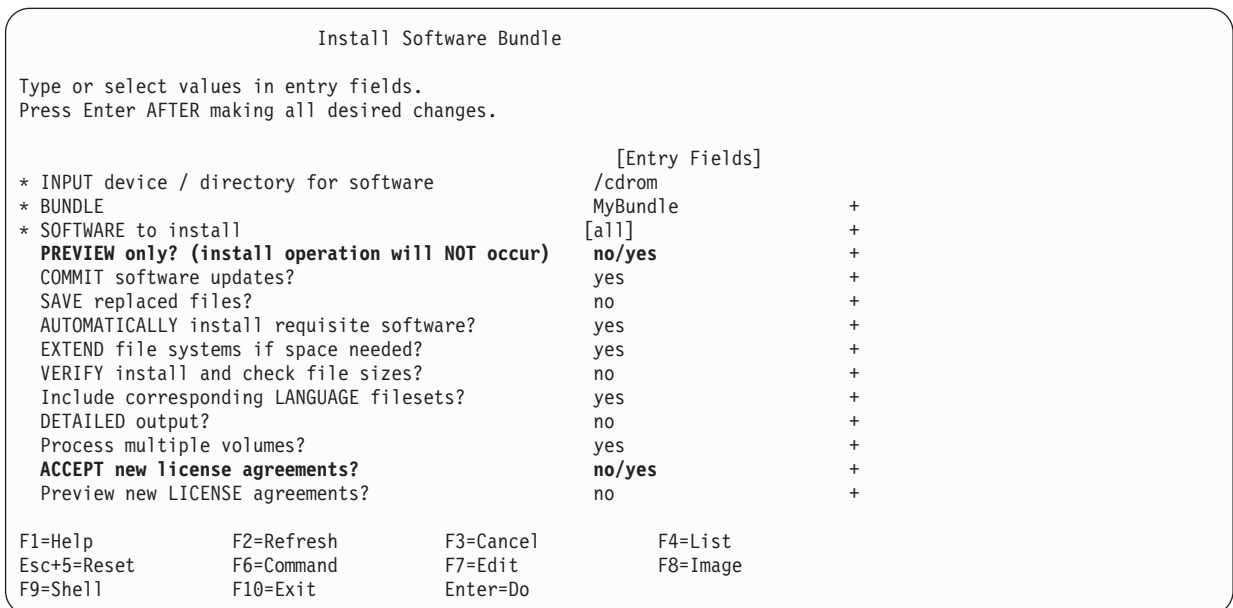 Install Software Bundle
Type or select values in entry fields.
Press Enter AFTER making all desired changes.
[Entry Fields]
* INPUT device / directory for software /cdrom
* BUNDLE MyBundle +
* SOFTWARE to install [all] +
PREVIEW only? (install operation will NOT occur) no/yes +
COMMIT software updates? yes +
SAVE replaced files? no +
AUTOMATICALLY install requisite software? yes +
EXTEND file systems if space needed? yes +
VERIFY install and check file sizes? no +
Include corresponding LANGUAGE filesets? yes +
DETAILED output? no +
Process multiple volumes? yes +
ACCEPT new license agreements? no/yes +
Preview new LICENSE agreements? no +
F1=Help F2=Refresh F3=Cancel F4=List
Esc+5=Reset F6=Command F7=Edit F8=Image
F9=Shell F10=Exit Enter=Do